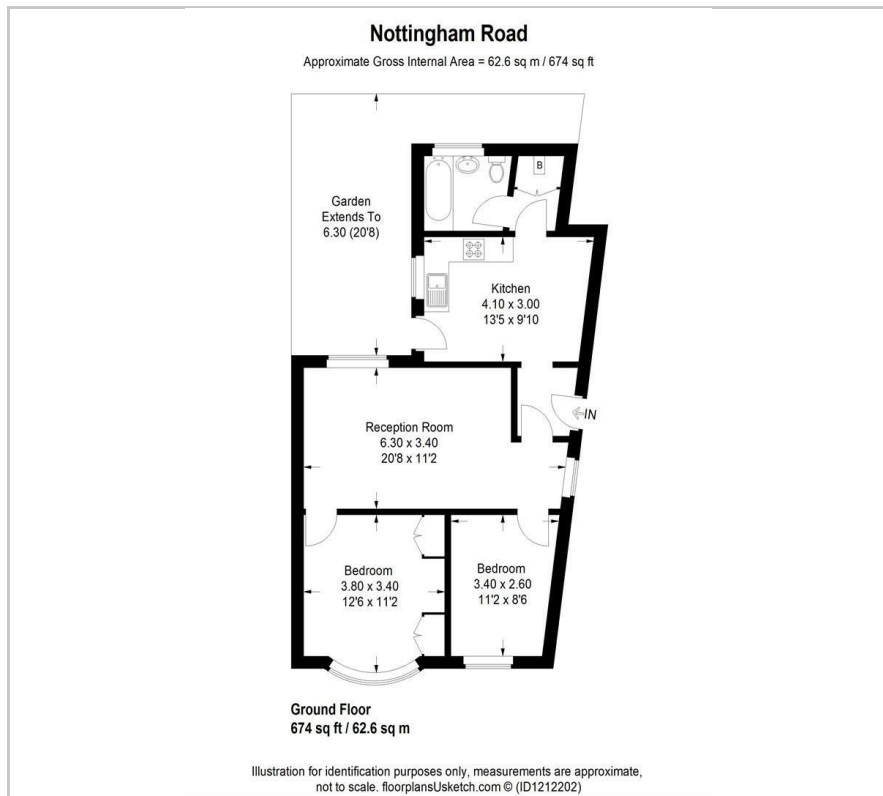 Nottingham Road
Approximate Gross Internal Area = 62.6 sq m / 674 sq ft
B
Garden
Extends To
6.30 (20'8)
Kitchen
4.10 x 3.00
13'5 x 9'10
IN
Reception Room
6.30 x 3.40
20'8 x 11'2
Bedroom
3.80 x 3.40
12'6 x 11'2
Bedroom
3.40 x 2.60
11'2 x 8'6
Ground Floor
674 sq ft / 62.6 sq m
Illustration for identification purposes only, measurements are approximate,
not to scale. floorplansUsketch.com © (ID1212202)